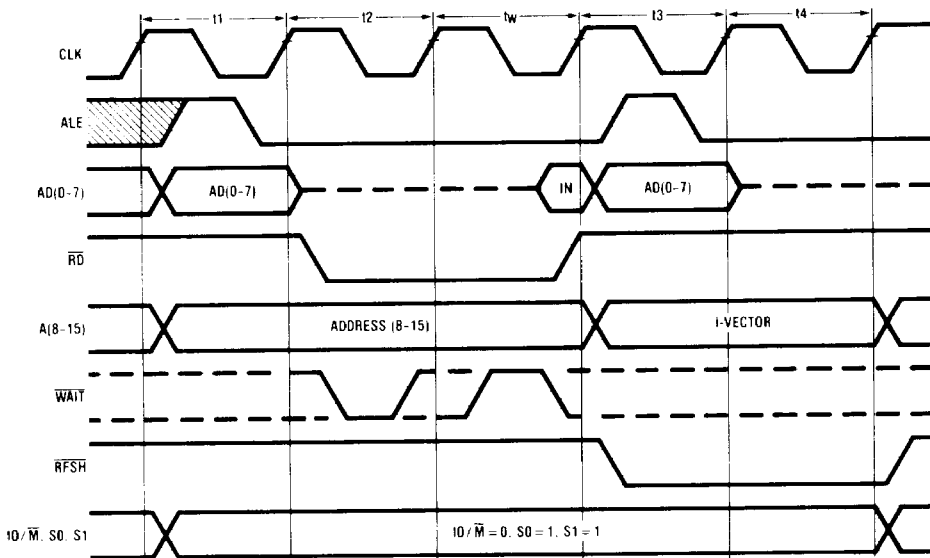 t1 t2 tw t3 t4
CLK
ALE
AD(0-7) AD(0-7) IN AD(0-7)
RD
A(8-15) ADDRESS (8-15) I-VECTOR
WAIT
RFSH
IO/M, S0, S1 IO/M = 0, S0 = 1, S1 = 1